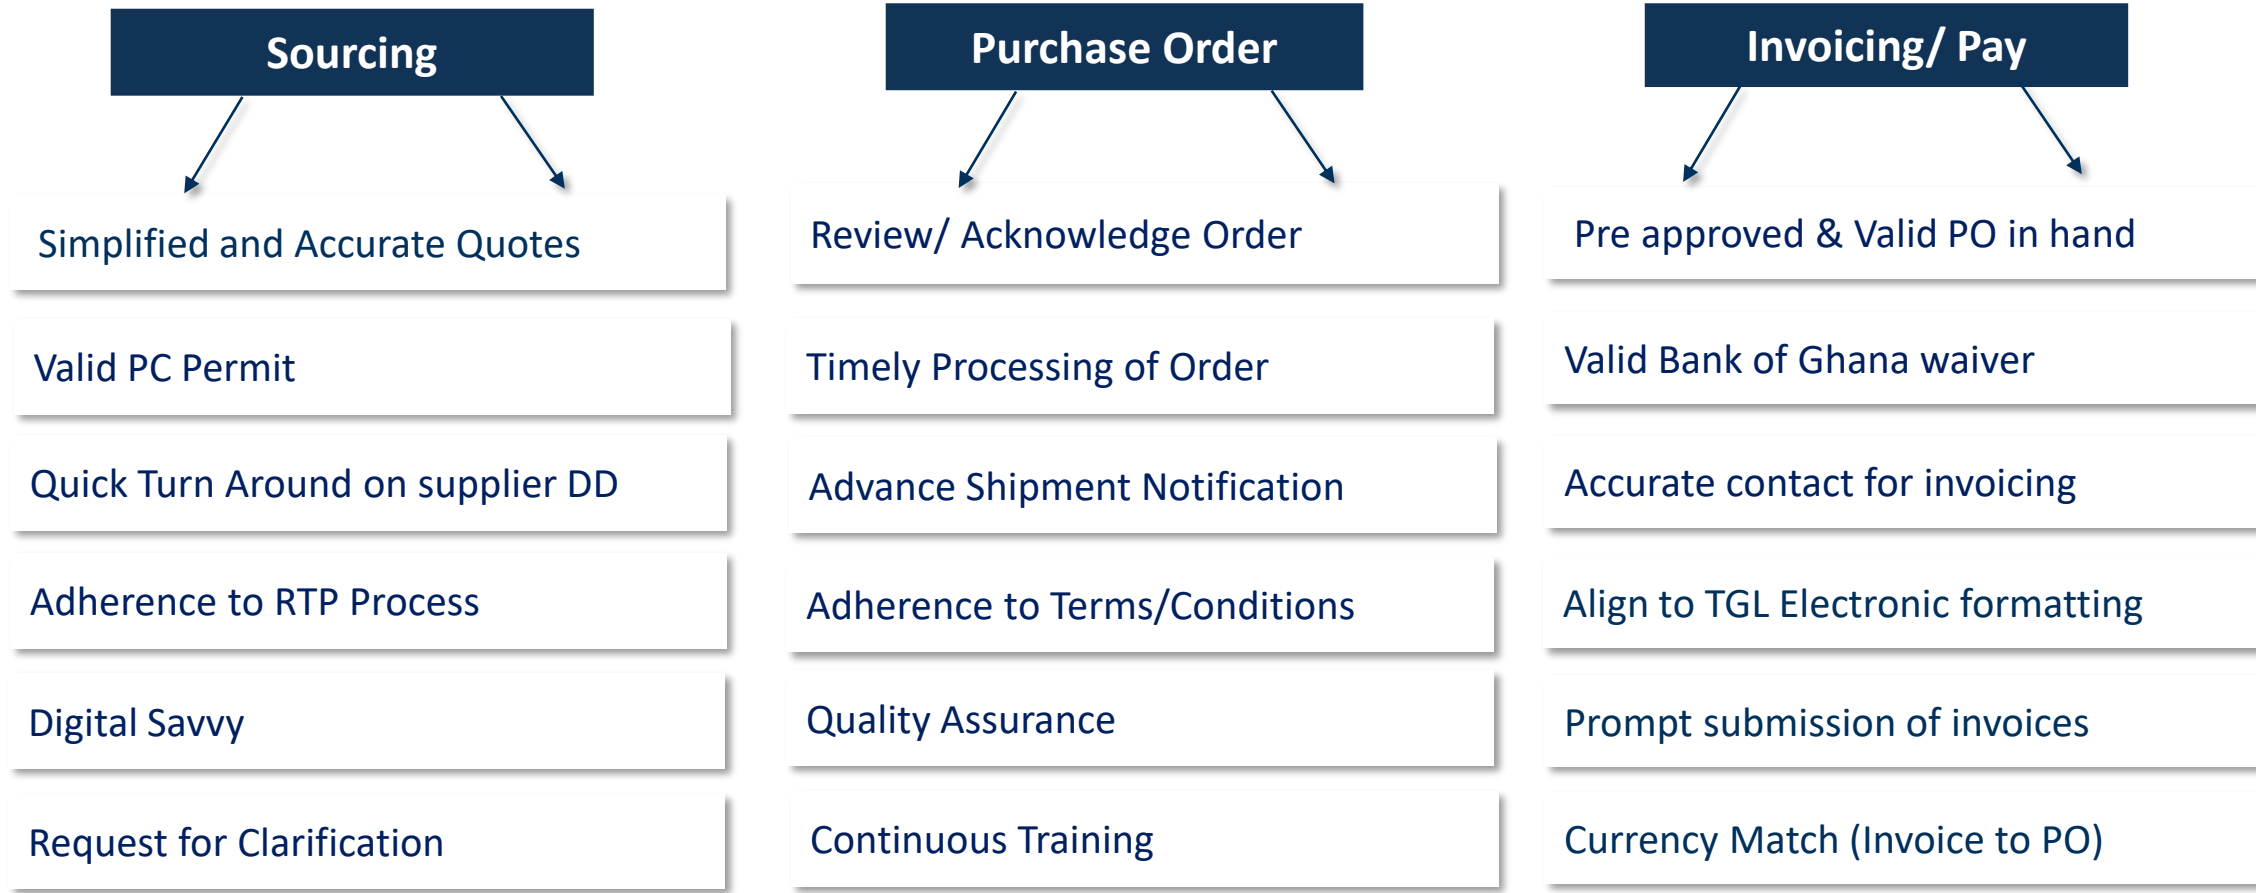 Sourcing
Simplified and Accurate Quotes
Valid PC Permit
Quick Turn Around on supplier DD
Adherence to RTP Process
Digital Savvy
Request for Clarification
Purchase Order
Review/ Acknowledge Order
Timely Processing of Order
Advance Shipment Notification
Adherence to Terms/Conditions
Quality Assurance
Continuous Training
Invoicing/ Pay
Pre approved & Valid PO in hand
Valid Bank of Ghana waiver
Accurate contact for invoicing
Align to TGL Electronic formatting
Prompt submission of invoices
Currency Match (Invoice to PO)